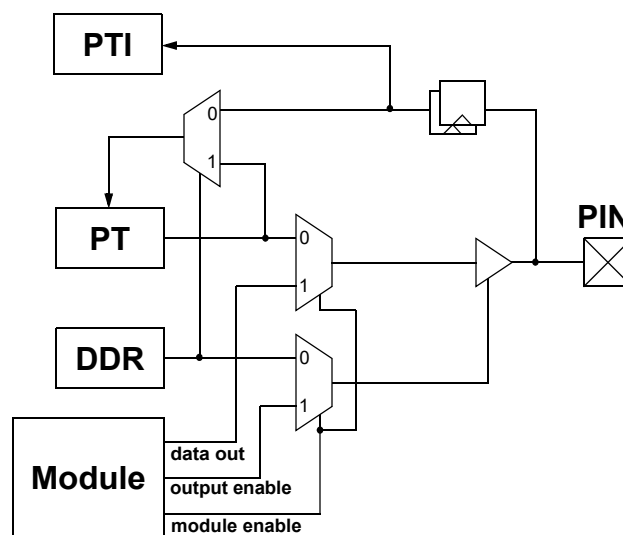 PTI
0
1
PT
PIN
0
1
DDR
0
1
Module
data out
output enable
module enable